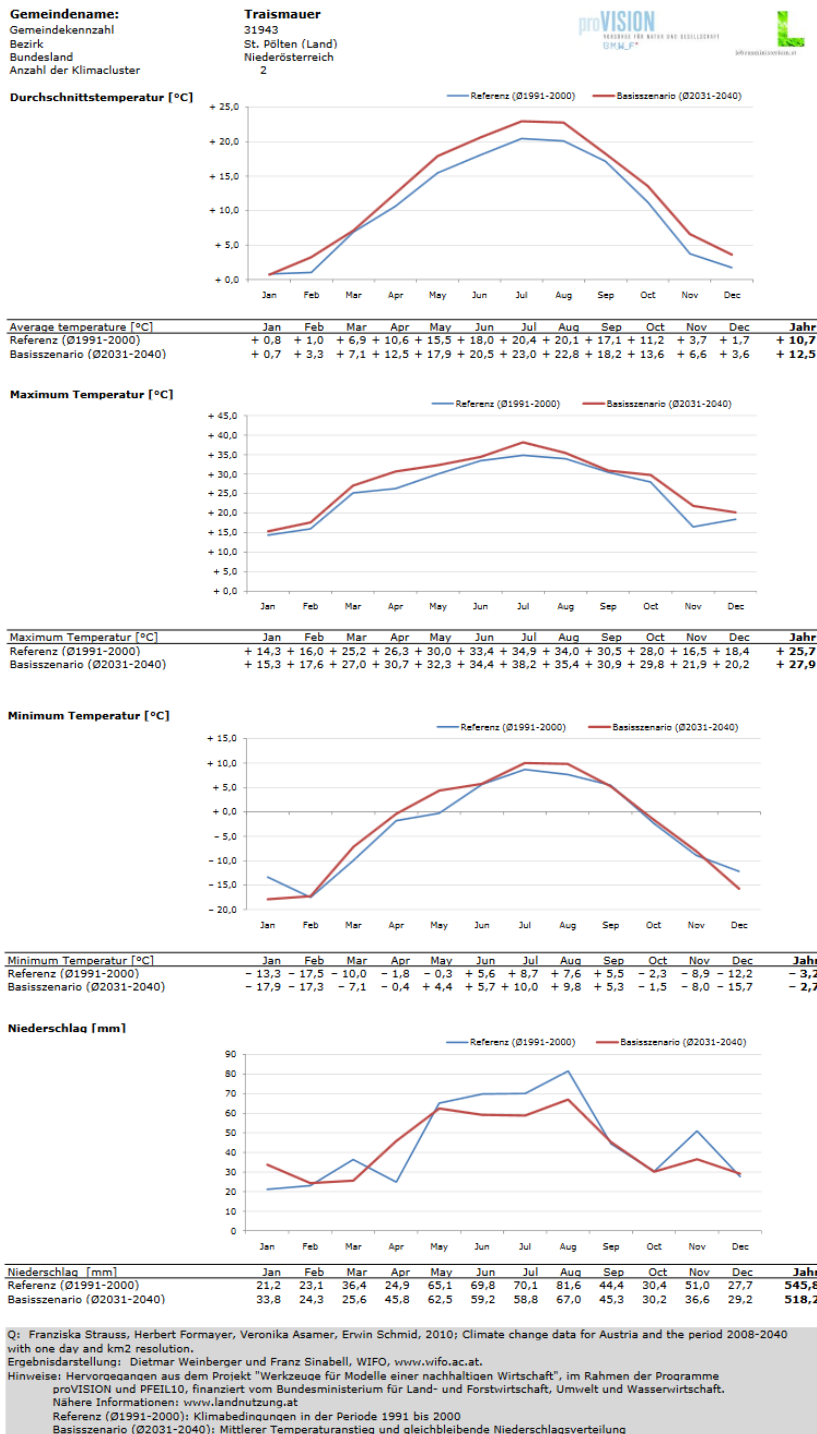 Gemeindename: Traismauer
Gemeindekennzahl 31943
Bezirk St. Pölten (Land)
Bundesland Niederösterreich
Anzahl der Klimacluster 2
proVISION
VORSORGE FÜR NATUR UND GESELLSCHAFT
BMW_F*
lebensministerium.at
Durchschnittstemperatur [°C]
Referenz (Ø1991-2000) Basisszenario (Ø2031-2040)
+ 25,0
+ 20,0
+ 15,0
+ 10,0
+ 5,0
+ 0,0
Jan Feb Mar Apr May Jun Jul Aug Sep Oct Nov Dec
Average temperature [°C] Jan Feb Mar Apr May Jun Jul Aug Sep Oct Nov Dec Jahr
Referenz (Ø1991-2000) + 0,8 + 1,0 + 6,9 + 10,6 + 15,5 + 18,0 + 20,4 + 20,1 + 17,1 + 11,2 + 3,7 + 1,7 + 10,7
Basisszenario (Ø2031-2040) + 0,7 + 3,3 + 7,1 + 12,5 + 17,9 + 20,5 + 23,0 + 22,8 + 18,2 + 13,6 + 6,6 + 3,6 + 12,5
Maximum Temperatur [°C]
Referenz (Ø1991-2000) Basisszenario (Ø2031-2040)
+ 45,0
+ 40,0
+ 35,0
+ 30,0
+ 25,0
+ 20,0
+ 15,0
+ 10,0
+ 5,0
+ 0,0
Jan Feb Mar Apr May Jun Jul Aug Sep Oct Nov Dec
Maximum Temperatur [°C] Jan Feb Mar Apr May Jun Jul Aug Sep Oct Nov Dec Jahr
Referenz (Ø1991-2000) + 14,3 + 16,0 + 25,2 + 26,3 + 30,0 + 33,4 + 34,9 + 34,0 + 30,5 + 28,0 + 16,5 + 18,4 + 25,7
Basisszenario (Ø2031-2040) + 15,3 + 17,6 + 27,0 + 30,7 + 32,3 + 34,4 + 38,2 + 35,4 + 30,9 + 29,8 + 21,9 + 20,2 + 27,9
Minimum Temperatur [°C]
Referenz (Ø1991-2000) Basisszenario (Ø2031-2040)
+ 15,0
+ 10,0
+ 5,0
+ 0,0
− 5,0
− 10,0
− 15,0
− 20,0
Jan Feb Mar Apr May Jun Jul Aug Sep Oct Nov Dec
Minimum Temperatur [°C] Jan Feb Mar Apr May Jun Jul Aug Sep Oct Nov Dec Jahr
Referenz (Ø1991-2000) − 13,3 − 17,5 − 10,0 − 1,8 − 0,3 + 5,6 + 8,7 + 7,6 + 5,5 − 2,3 − 8,9 − 12,2 − 3,2
Basisszenario (Ø2031-2040) − 17,9 − 17,3 − 7,1 − 0,4 + 4,4 + 5,7 + 10,0 + 9,8 + 5,3 − 1,5 − 8,0 − 15,7 − 2,7
Niederschlag [mm]
Referenz (Ø1991-2000) Basisszenario (Ø2031-2040)
90
80
70
60
50
40
30
20
10
0
Jan Feb Mar Apr May Jun Jul Aug Sep Oct Nov Dec
Niederschlag [mm] Jan Feb Mar Apr May Jun Jul Aug Sep Oct Nov Dec Jahr
Referenz (Ø1991-2000) 21,2 23,1 36,4 24,9 65,1 69,8 70,1 81,6 44,4 30,4 51,0 27,7 545,8
Basisszenario (Ø2031-2040) 33,8 24,3 25,6 45,8 62,5 59,2 58,8 67,0 45,3 30,2 36,6 29,2 518,2
Q: Franziska Strauss, Herbert Formayer, Veronika Asamer, Erwin Schmid, 2010; Climate change data for Austria and the period 2008-2040
with one day and km2 resolution.
Ergebnisdarstellung: Dietmar Weinberger und Franz Sinabell, WIFO, www.wifo.ac.at.
Hinweise: Hervorgegangen aus dem Projekt "Werkzeuge für Modelle einer nachhaltigen Wirtschaft", im Rahmen der Programme
proVISION und PFEIL10, finanziert vom Bundesministerium für Land- und Forstwirtschaft, Umwelt und Wasserwirtschaft.
Nähere Informationen: www.landnutzung.at
Referenz (Ø1991-2000): Klimabedingungen in der Periode 1991 bis 2000
Basisszenario (Ø2031-2040): Mittlerer Temperaturanstieg und gleichbleibende Niederschlagsverteilung